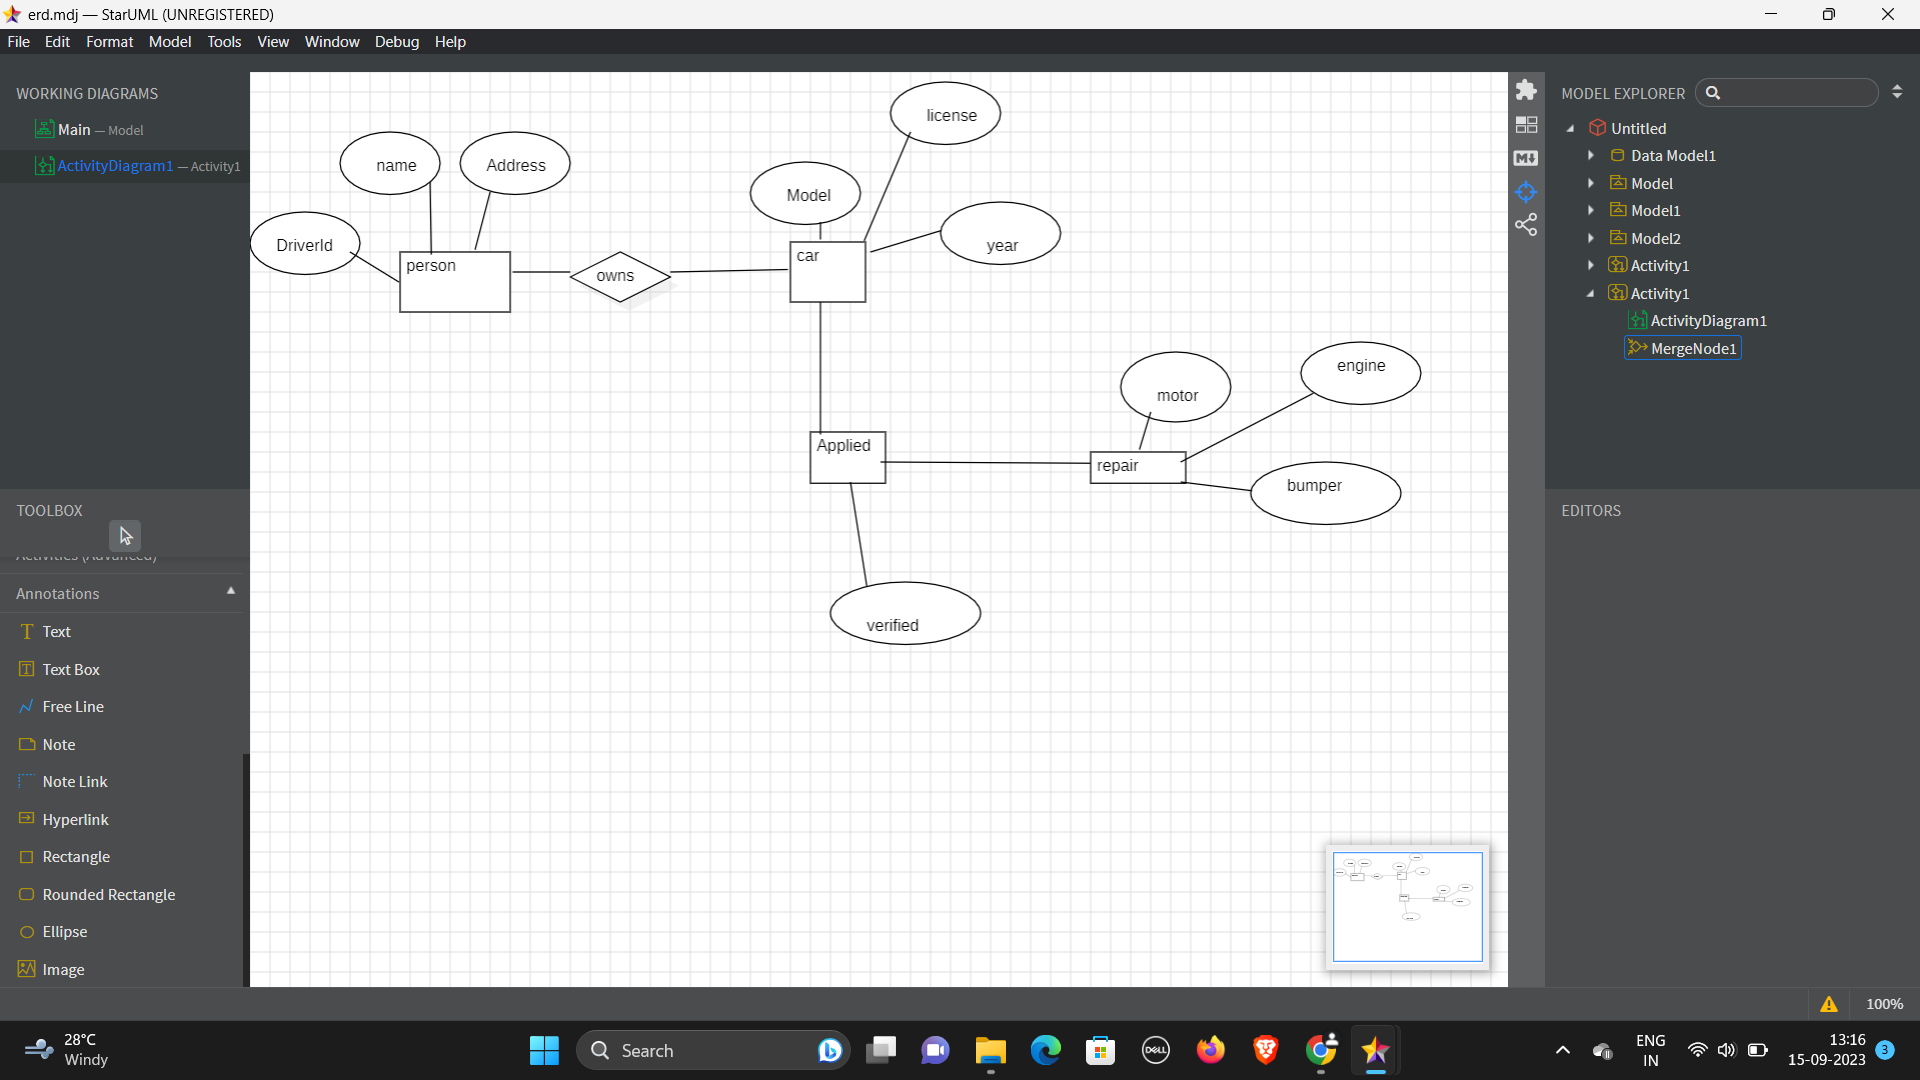 erd.mdj — StarUML (UNREGISTERED)
File Edit Format Model Tools View Window Debug Help
WORKING DIAGRAMS
Main — Model
ActivityDiagram1 — Activity1
TOOLBOX
Activities (Advanced)
Annotations
Text
Text Box
Free Line
Note
Note Link
Hyperlink
Rectangle
Rounded Rectangle
Ellipse
Image
license
name
Address
Model
DriverId
year
person
owns
car
motor
engine
Applied
repair
bumper
verified
MODEL EXPLORER
Untitled
Data Model1
Model
Model1
Model2
Activity1
Activity1
ActivityDiagram1
MergeNode1
EDITORS
100%
28°C
Windy
Search
DELL
ENG
IN
13:16
15-09-2023
3